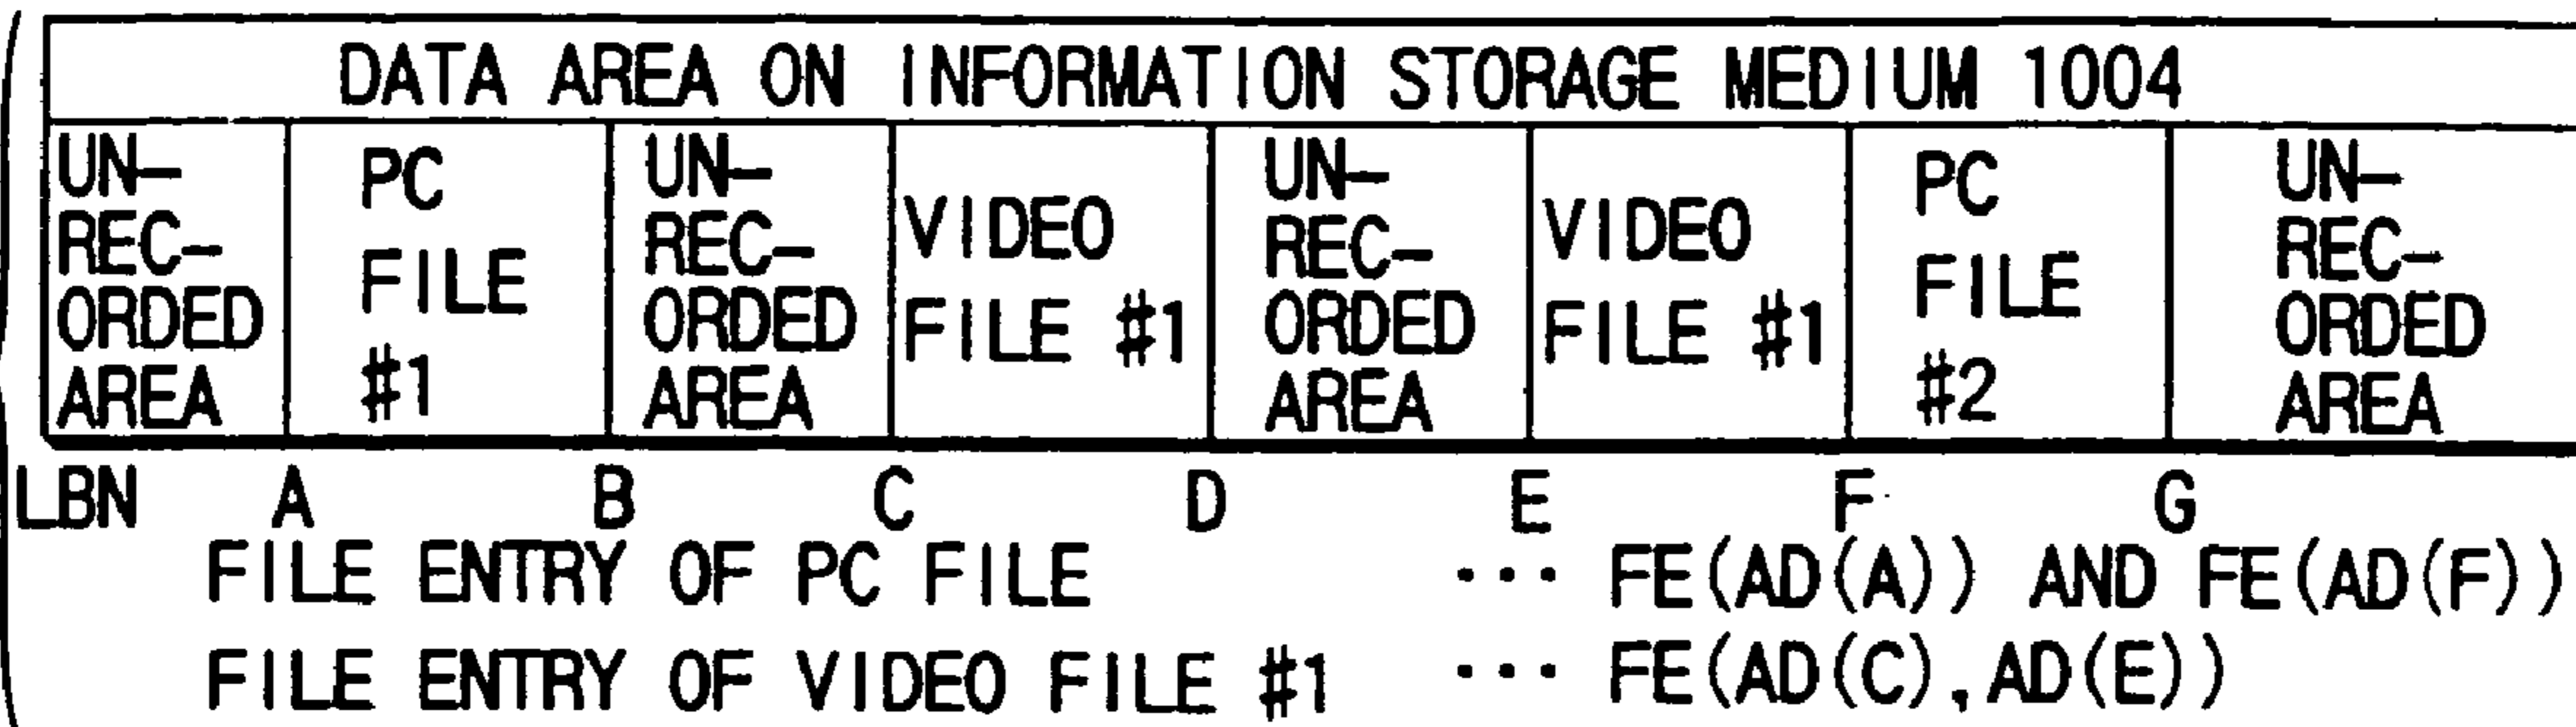 DATA AREA ON INFORMATION STORAGE MEDIUM 1004
UN-
REC-
ORDED
AREA
PC
FILE
#1
UN-
REC-
ORDED
AREA
VIDEO
FILE #1
UN-
REC-
ORDED
AREA
VIDEO
FILE #1
PC
FILE
#2
UN-
REC-
ORDED
AREA
LBN A B C D E F G
FILE ENTRY OF PC FILE ... FE(AD(A)) AND FE(AD(F))
FILE ENTRY OF VIDEO FILE #1 ... FE(AD(C),AD(E))